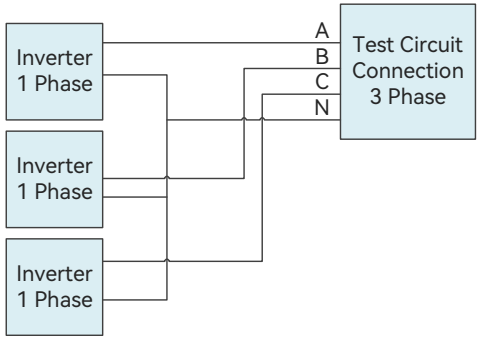 Inverter
1 Phase
Inverter
1 Phase
Inverter
1 Phase
A
B
C
N
Test Circuit
Connection
3 Phase